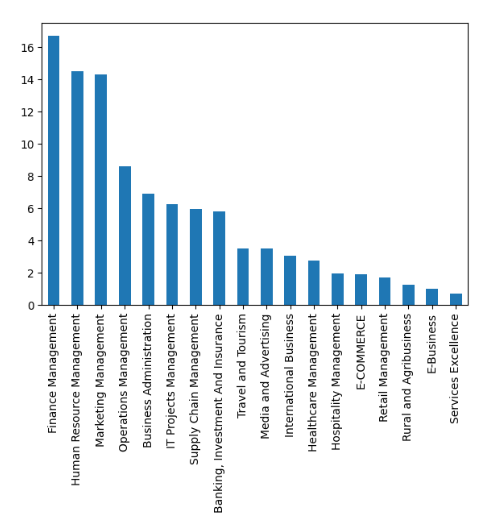 16
14
12
10
8
6
4
2
0
Finance Management
Human Resource Management
Marketing Management
Operations Management
Business Administration
IT Projects Management
Supply Chain Management
Banking, Investment And Insurance
Travel and Tourism
Media and Advertising
International Business
Healthcare Management
Hospitality Management
E-COMMERCE
Retail Management
Rural and Agribusiness
E-Business
Services Excellence